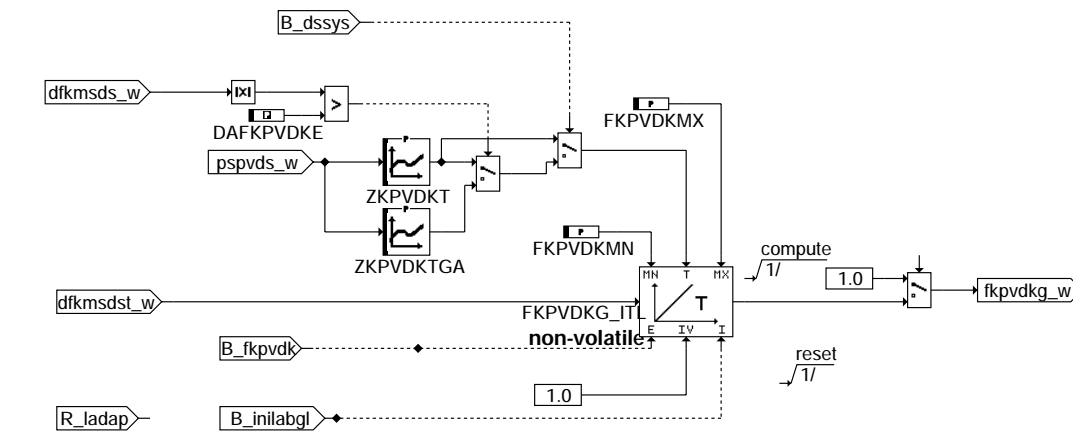 B_dssys
dfkmsds_w
|X|
>
P
DAFKPVDKE
P
FKPVDKMX
pspvds_w
P
ZKPVDKT
P
ZKPVDKTGA
P
FKPVDKMN
compute
1/
MN T MX
1.0
fkpvdkg_w
dfkmsdst_w
FKPVDKG_ITL
T
E IV I
non-volatile
B_fkpvdk
reset
1/
1.0
R_ladap
B_inilabgl